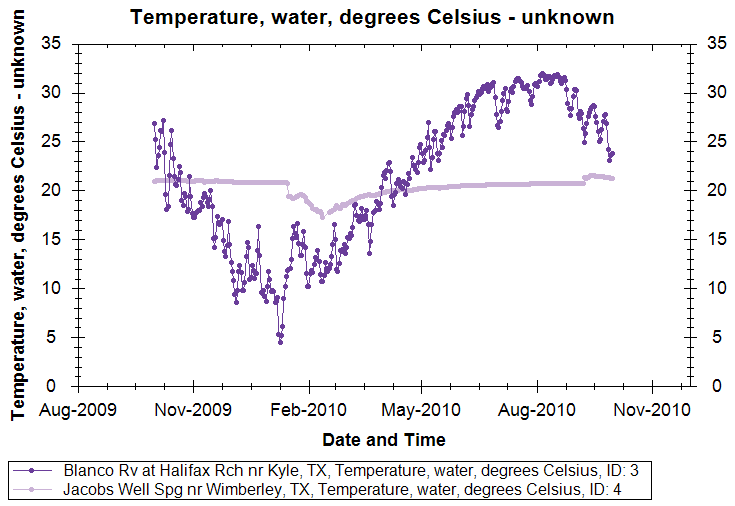 Temperature, water, degrees Celsius - unknown
Temperature, water, degrees Celsius - unknown
35 35
30 30
25 25
20 20
15 15
10 10
5 5
0 0
Aug-2009 Nov-2009 Feb-2010 May-2010 Aug-2010 Nov-2010
Date and Time
Blanco Rv at Halifax Rch nr Kyle, TX, Temperature, water, degrees Celsius, ID: 3
Jacobs Well Spg nr Wimberley, TX, Temperature, water, degrees Celsius, ID: 4